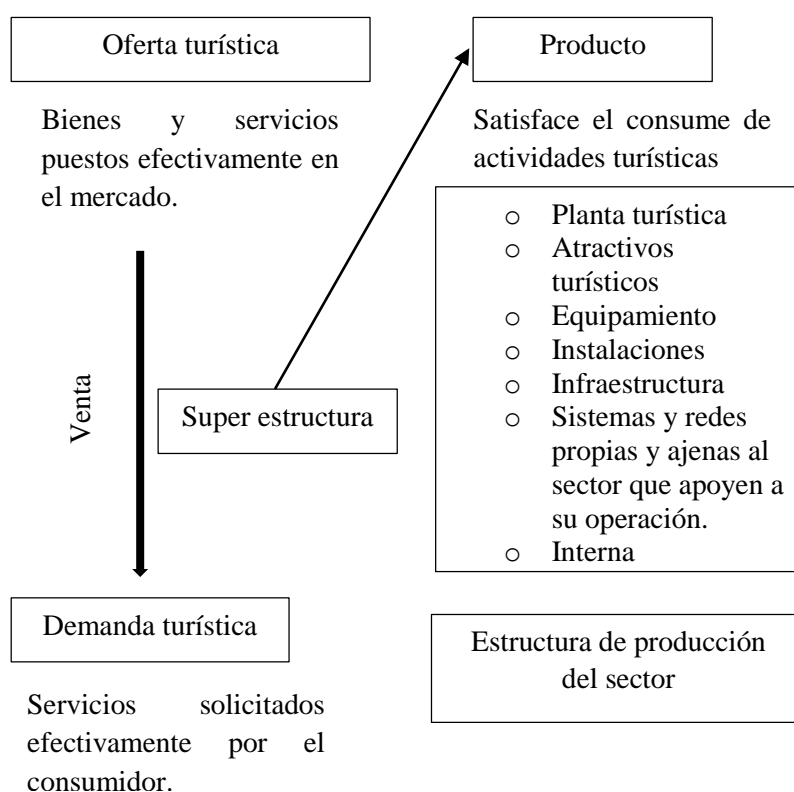 Oferta turística
Bienes y servicios
puestos efectivamente en
el mercado.
Venta
Super estructura
Demanda turística
Servicios solicitados
efectivamente por el
consumidor.
Producto
Satisface el consume de
actividades turísticas
o Planta turística
o Atractivos
turísticos
o Equipamiento
o Instalaciones
o Infraestructura
o Sistemas y redes
propias y ajenas al
sector que apoyen a
su operación.
o Interna
Estructura de producción
del sector